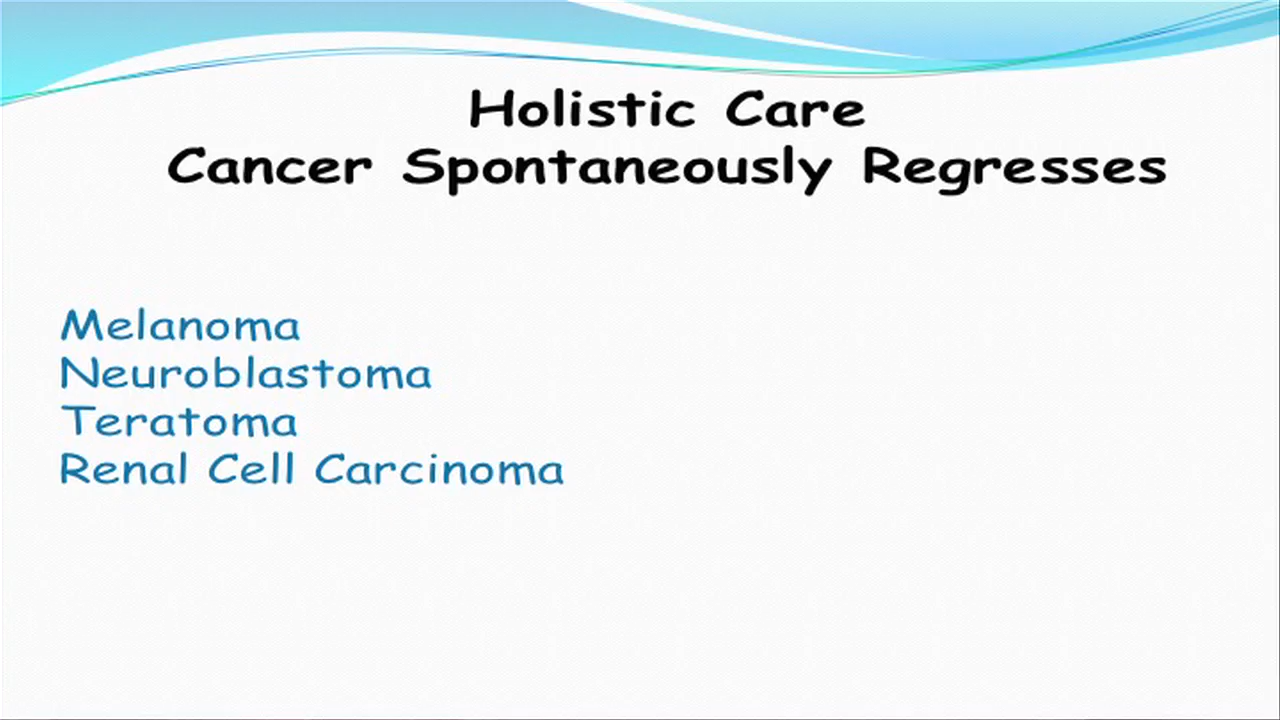 Holistic Care
Cancer Spontaneously Regresses
Melanoma
Neuroblastoma
Teratoma
Renal Cell Carcinoma